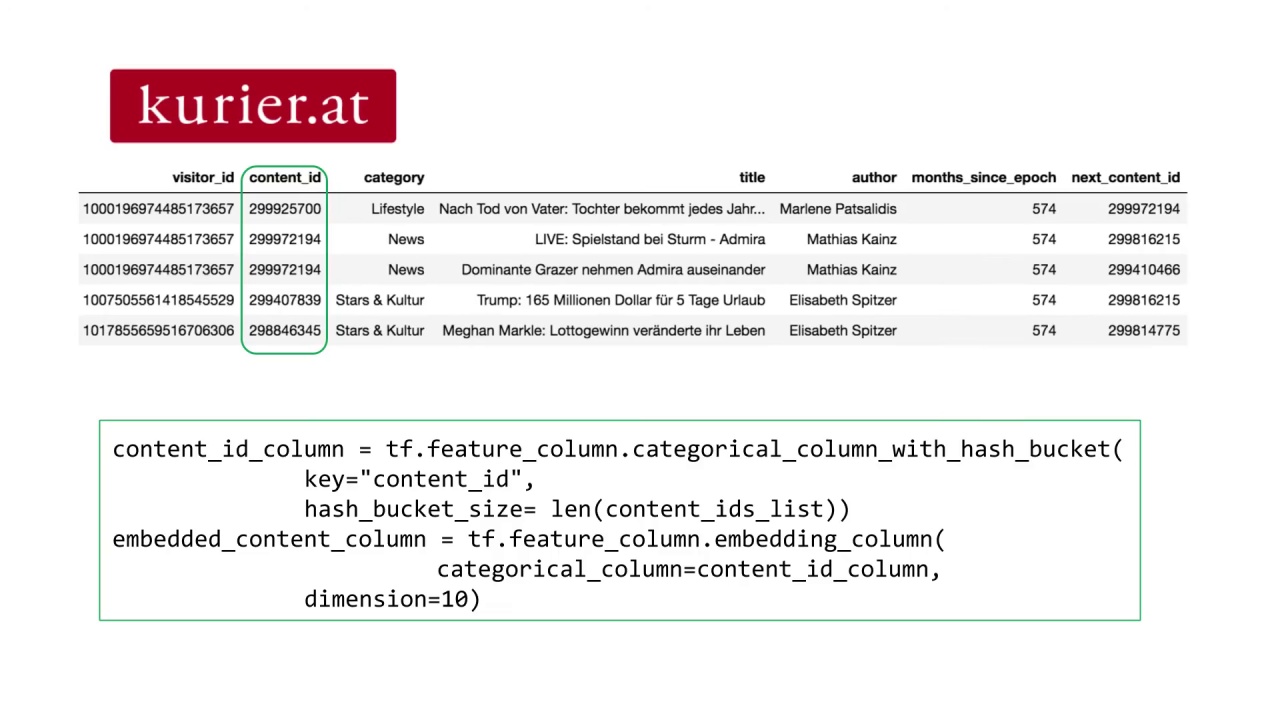 kurier.at
visitor_id content_id category title author months_since_epoch next_content_id
1000196974485173657 299925700 Lifestyle Nach Tod von Vater: Tochter bekommt jedes Jahr... Marlene Patsalidis 574 299972194
1000196974485173657 299972194 News LIVE: Spielstand bei Sturm - Admira Mathias Kainz 574 299816215
1000196974485173657 299972194 News Dominante Grazer nehmen Admira auseinander Mathias Kainz 574 299410466
1007505561418545529 299407839 Stars & Kultur Trump: 165 Millionen Dollar für 5 Tage Urlaub Elisabeth Spitzer 574 299816215
1017855659516706306 298846345 Stars & Kultur Meghan Markle: Lottogewinn veränderte ihr Leben Elisabeth Spitzer 574 299814775
content_id_column = tf.feature_column.categorical_column_with_hash_bucket(
key="content_id",
hash_bucket_size= len(content_ids_list))
embedded_content_column = tf.feature_column.embedding_column(
categorical_column=content_id_column,
dimension=10)